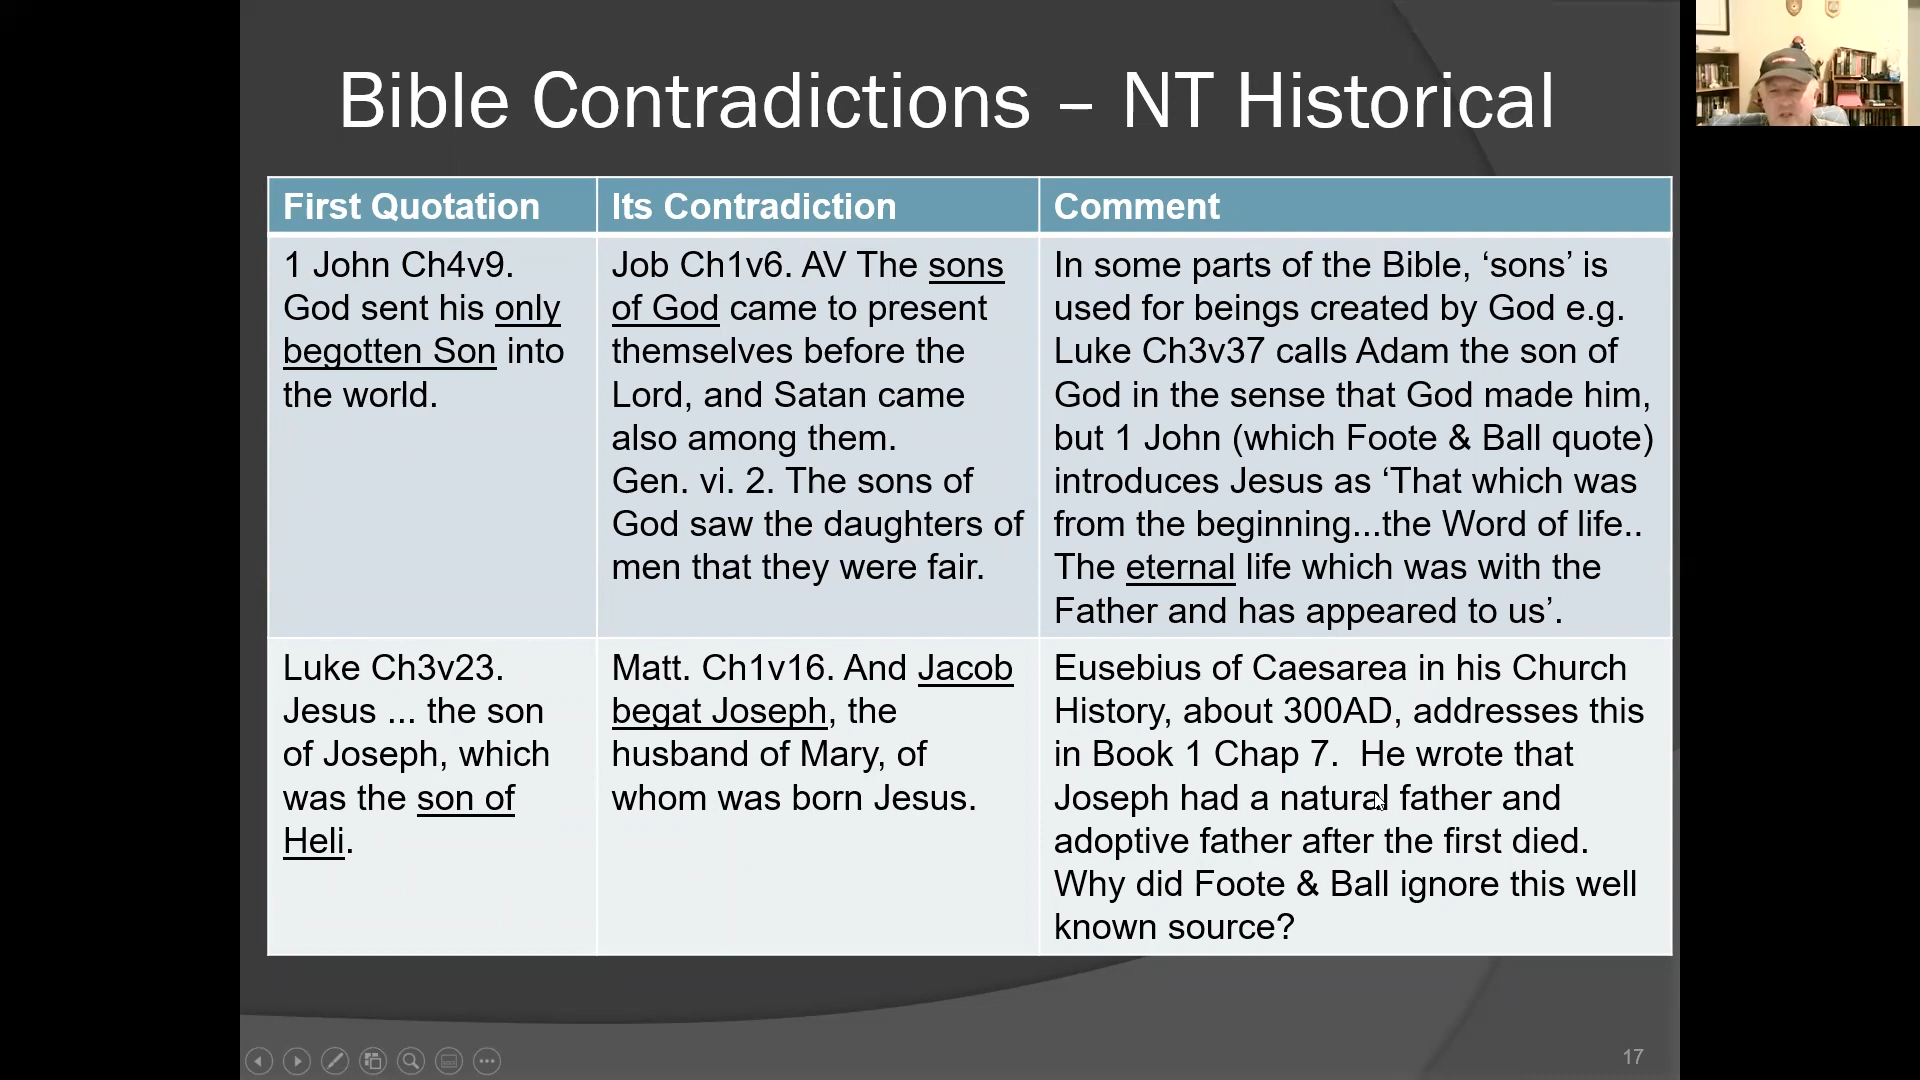 Bible Contradictions – NT Historical
First Quotation
Its Contradiction
Comment
1 John Ch4v9.
God sent his only
begotten Son into
the world.
Job Ch1v6. AV The sons
of God came to present
themselves before the
Lord, and Satan came
also among them.
Gen. vi. 2. The sons of
God saw the daughters of
men that they were fair.
In some parts of the Bible, ‘sons’ is
used for beings created by God e.g.
Luke Ch3v37 calls Adam the son of
God in the sense that God made him,
but 1 John (which Foote & Ball quote)
introduces Jesus as ‘That which was
from the beginning...the Word of life..
The eternal life which was with the
Father and has appeared to us’.
Luke Ch3v23.
Jesus ... the son
of Joseph, which
was the son of
Heli.
Matt. Ch1v16. And Jacob
begat Joseph, the
husband of Mary, of
whom was born Jesus.
Eusebius of Caesarea in his Church
History, about 300AD, addresses this
in Book 1 Chap 7.  He wrote that
Joseph had a natural father and
adoptive father after the first died.
Why did Foote & Ball ignore this well
known source?
17